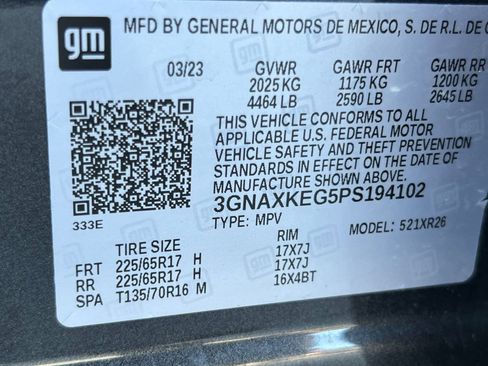 gm
MFD BY GENERAL MOTORS DE MEXICO, S. DE R.L. DE
03/23 GVWR GAWR FRT GAWR RR
2025 KG 1175 KG 1200 KG
4464 LB 2590 LB 2645 LB
THIS VEHICLE CONFORMS TO ALL
APPLICABLE U.S. FEDERAL MOTOR
VEHICLE SAFETY AND THEFT PREVENTION
STANDARDS IN EFFECT ON THE DATE OF
MANUFACTURE SHOWN ABOVE.
3GNAXKEG5PS194102
333E TYPE: MPV MODEL: 521XR26
TIRE SIZE RIM
FRT 225/65R17 H 17X7J
RR 225/65R17 H 17X7J
SPA T135/70R16 M 16X4BT